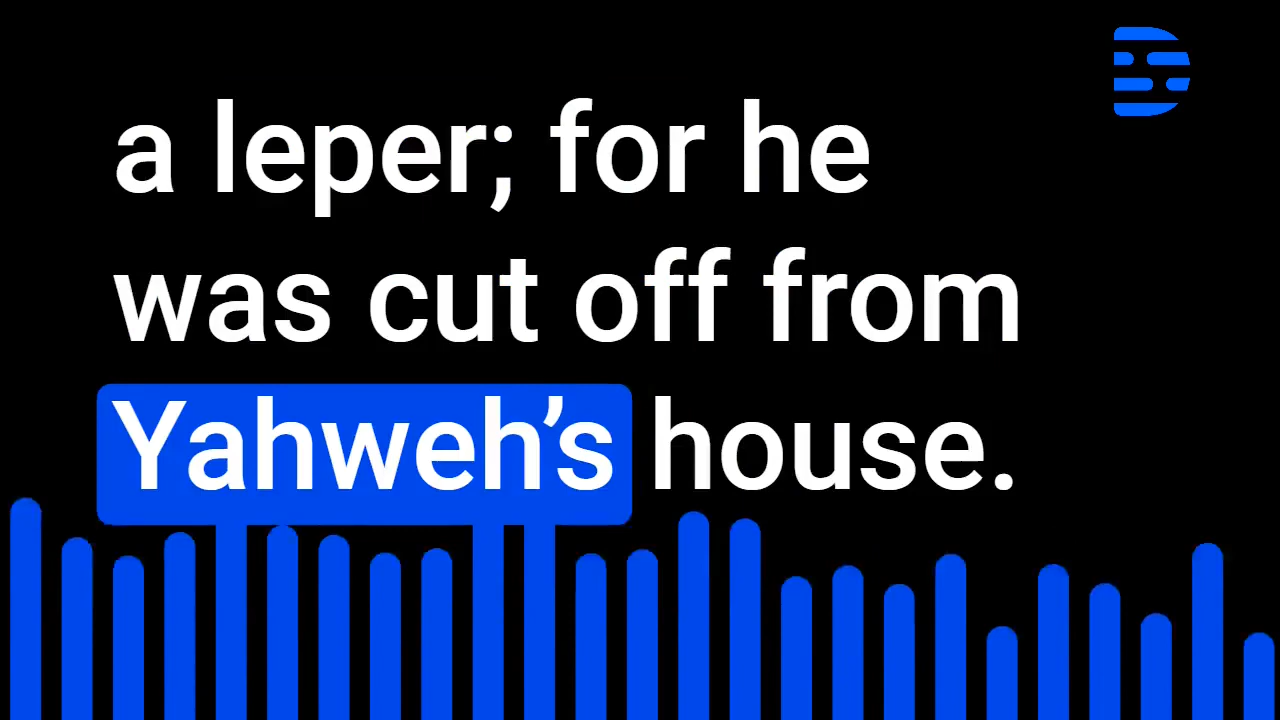 a leper; for he
was cut off from
Yahweh’s house.